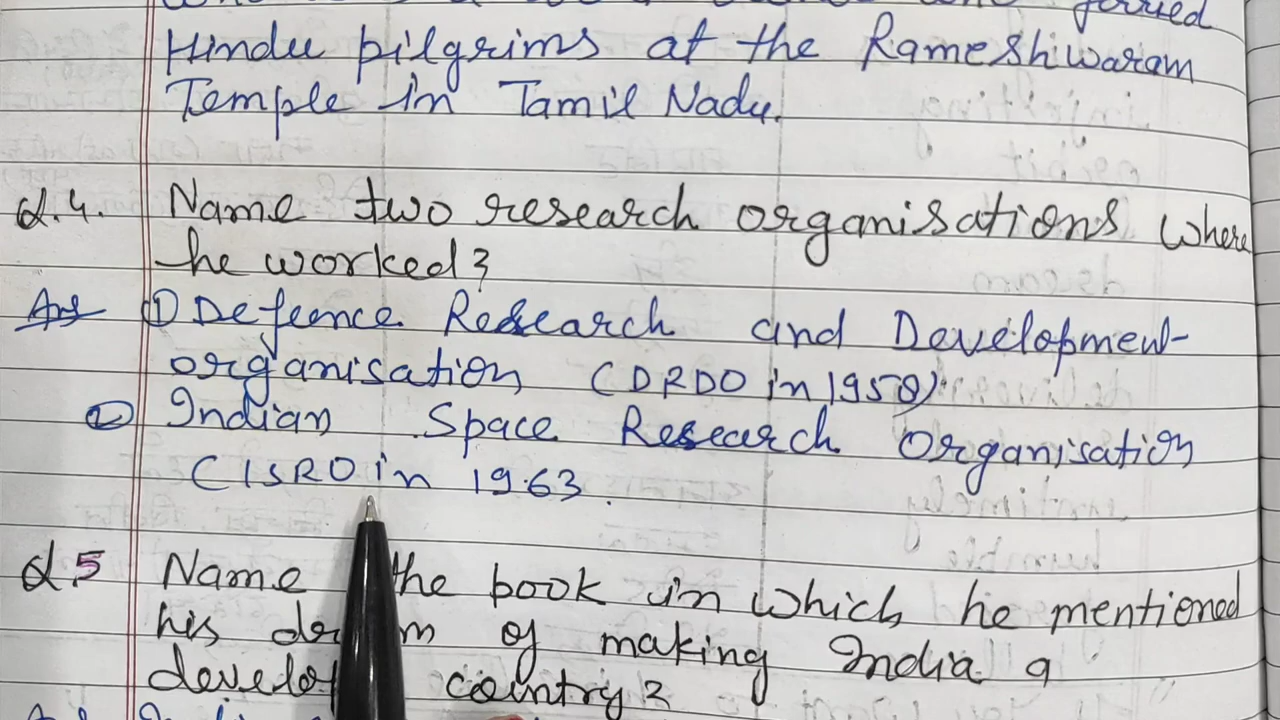 ferried
Hindu pilgrims at the Rameshiwaram
Temple in Tamil Nadu.
Q.4. Name two research organisations where
he worked?
Ans ① Defence Research and Development
organisation (DRDO in 1958)
② Indian Space Research Organisation
(ISRO in 1963.
Q.5 Name the book in which he mentioned
his of making India a
country?